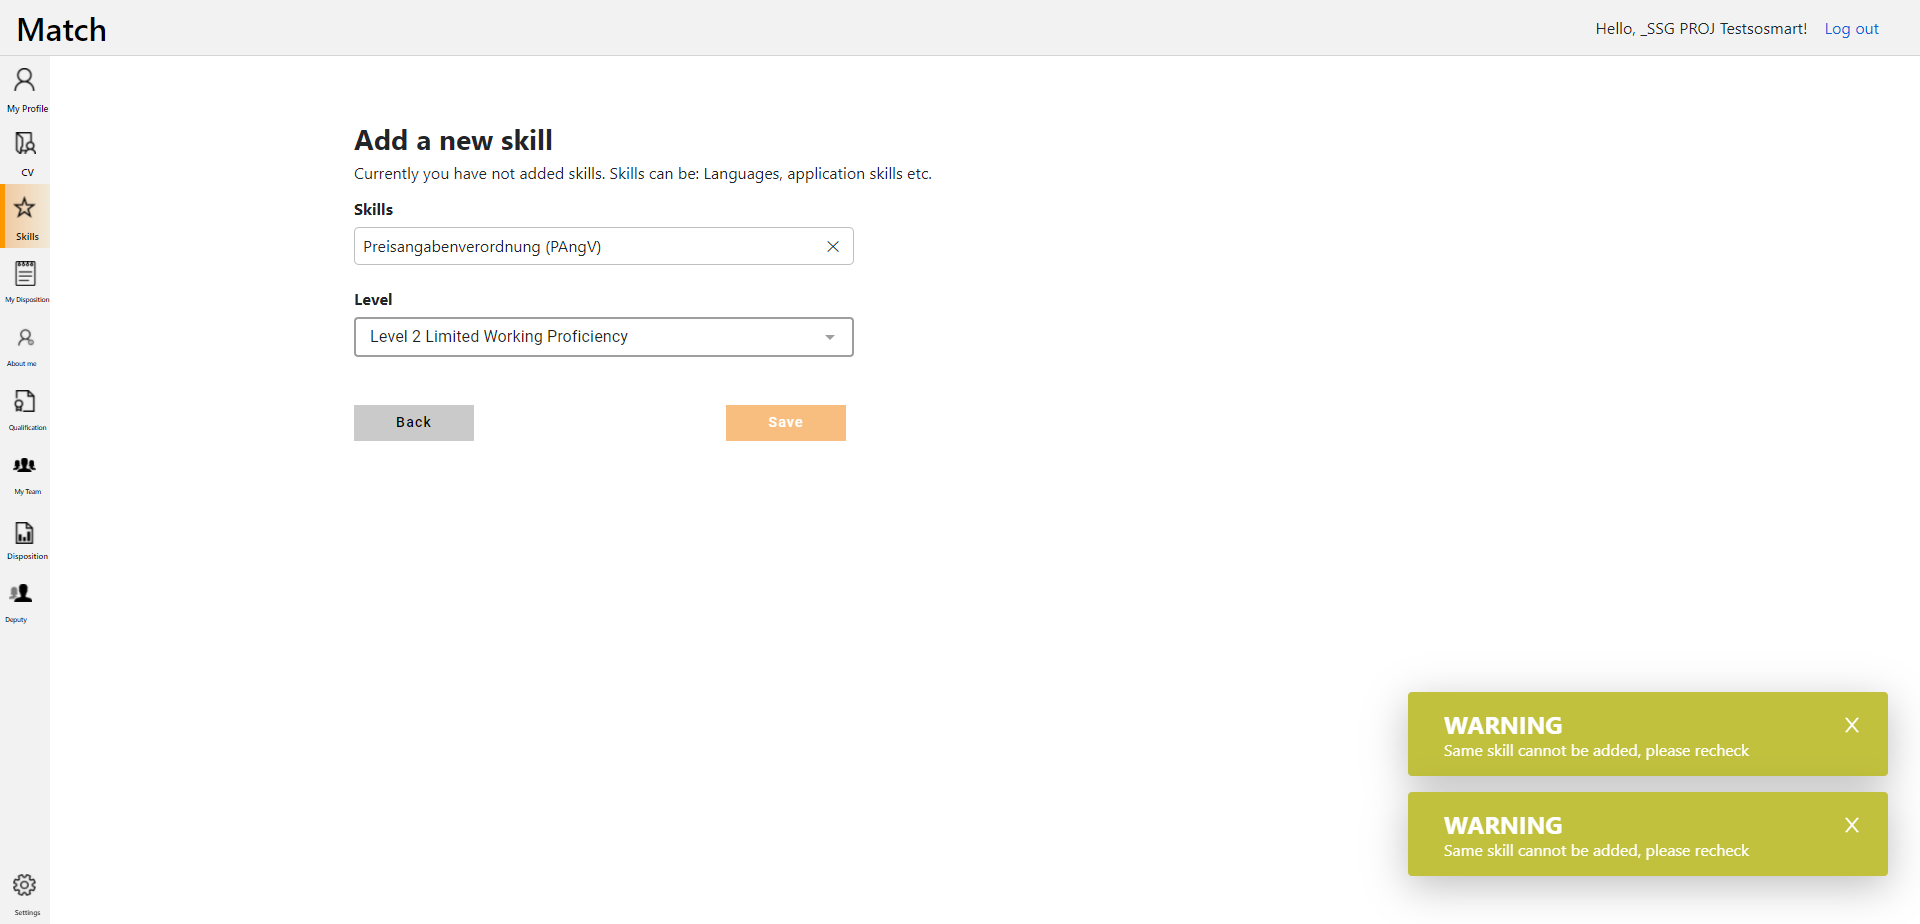 Match
Hello, _SSG PROJ Testsosmart! Log out
My Profile
CV
Skills
My Disposition
About me
Qualification
My Team
Disposition
Deputy
Settings
Add a new skill
Currently you have not added skills. Skills can be: Languages, application skills etc.
Skills
Preisangabenverordnung (PAngV)
Level
Level 2 Limited Working Proficiency
Back
Save
WARNING
Same skill cannot be added, please recheck
WARNING
Same skill cannot be added, please recheck